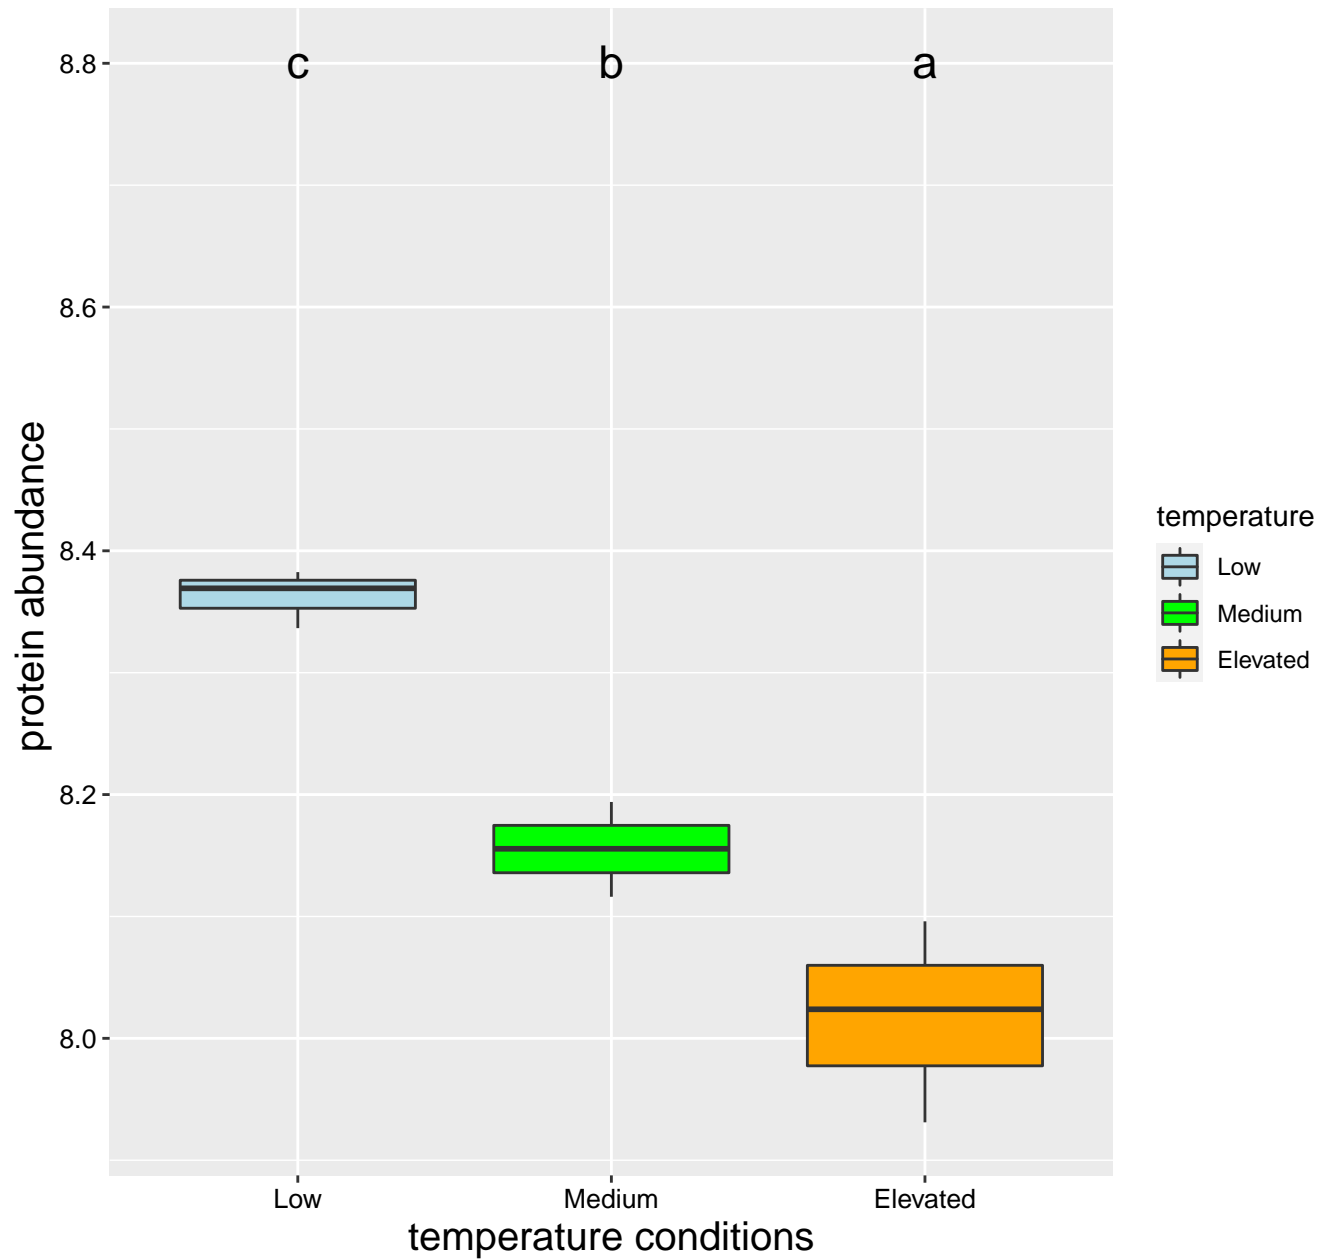 c b a
8.8
8.6
8.4
8.2
8.0
protein abundance
Low Medium Elevated
temperature conditions
temperature
Low
Medium
Elevated